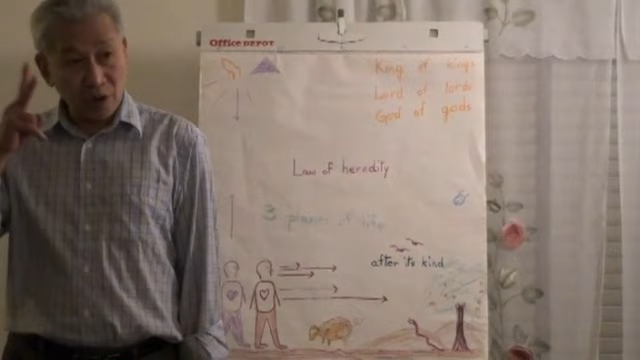 Office DEPOT
King of kings
Lord of lords
God of gods
Law of heredity
3 planes of life
after its kind